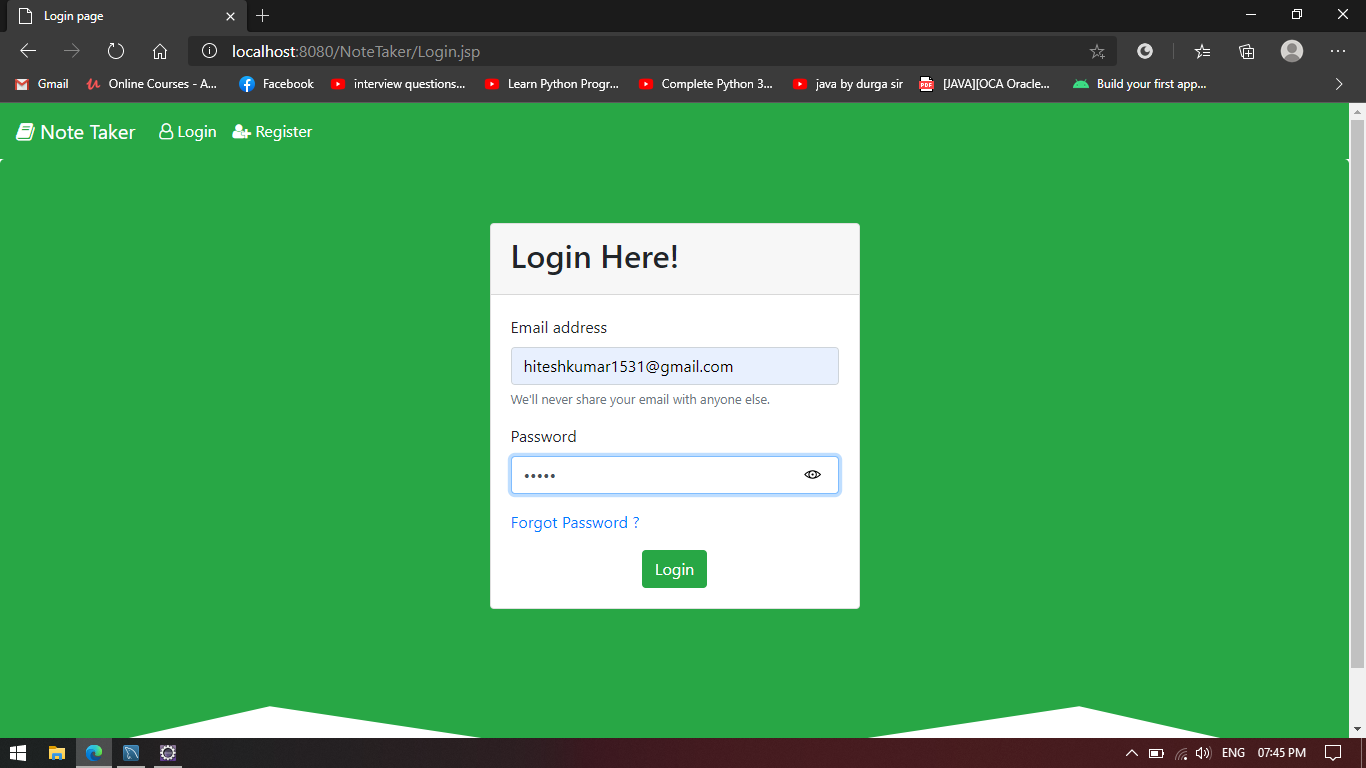 Login page
localhost:8080/NoteTaker/Login.jsp
Gmail Online Courses - A... Facebook interview questions... Learn Python Progr... Complete Python 3... java by durga sir PDF [JAVA][OCA Oracle... Build your first app...
Note Taker Login Register
Login Here!
Email address
hiteshkumar1531@gmail.com
We'll never share your email with anyone else.
Password
•••••
Forgot Password ?
Login
ENG 07:45 PM